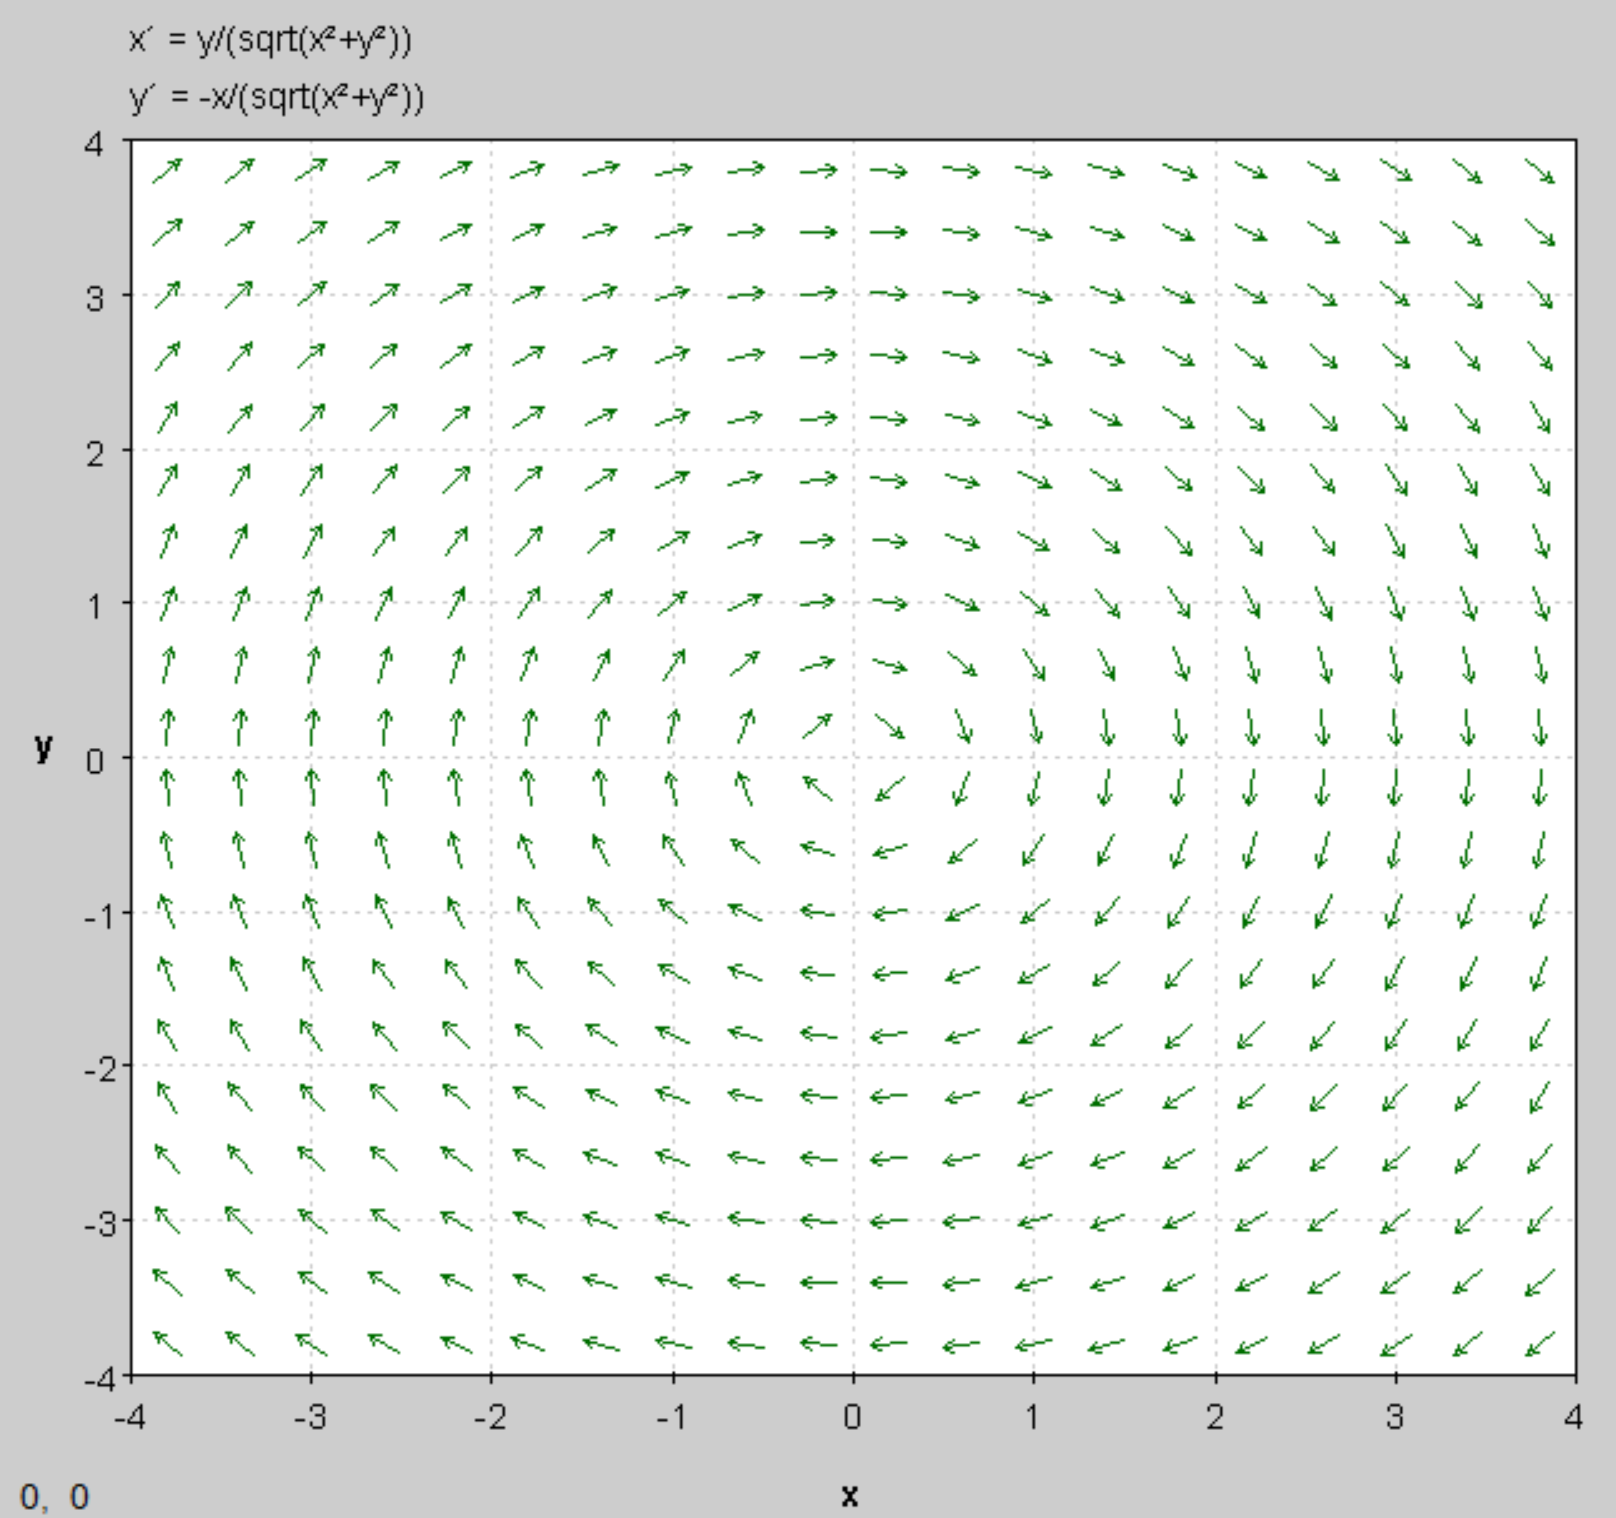 x´ = y/(sqrt(x²+y²))
y´ = -x/(sqrt(x²+y²))
4
3
2
1
y
0
-1
-2
-3
-4
-4 -3 -2 -1 0 1 2 3 4
0, 0 x